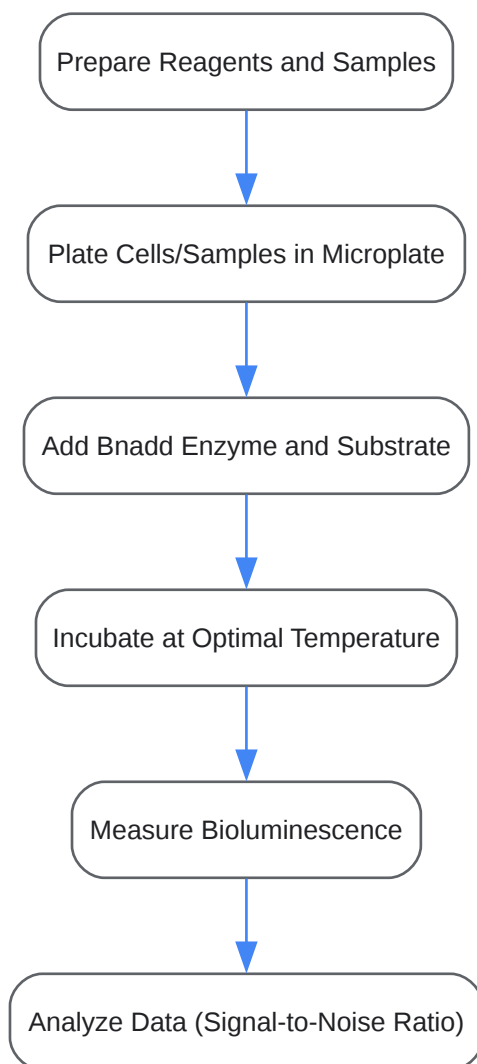 Prepare Reagents and Samples
Plate Cells/Samples in Microplate
Add Bnadd Enzyme and Substrate
Incubate at Optimal Temperature
Measure Bioluminescence
Analyze Data (Signal-to-Noise Ratio)